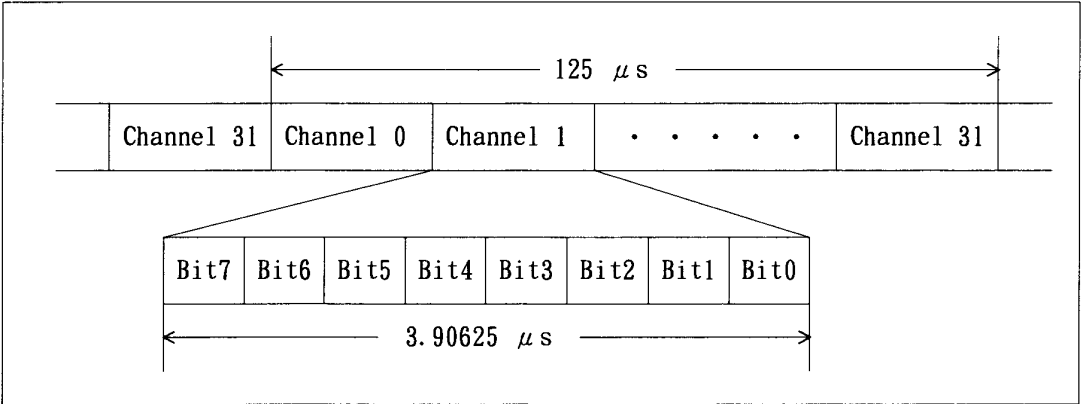 125 μs
Channel 31 Channel 0 Channel 1 · · · · · Channel 31
Bit7 Bit6 Bit5 Bit4 Bit3 Bit2 Bit1 Bit0
3.90625 μs